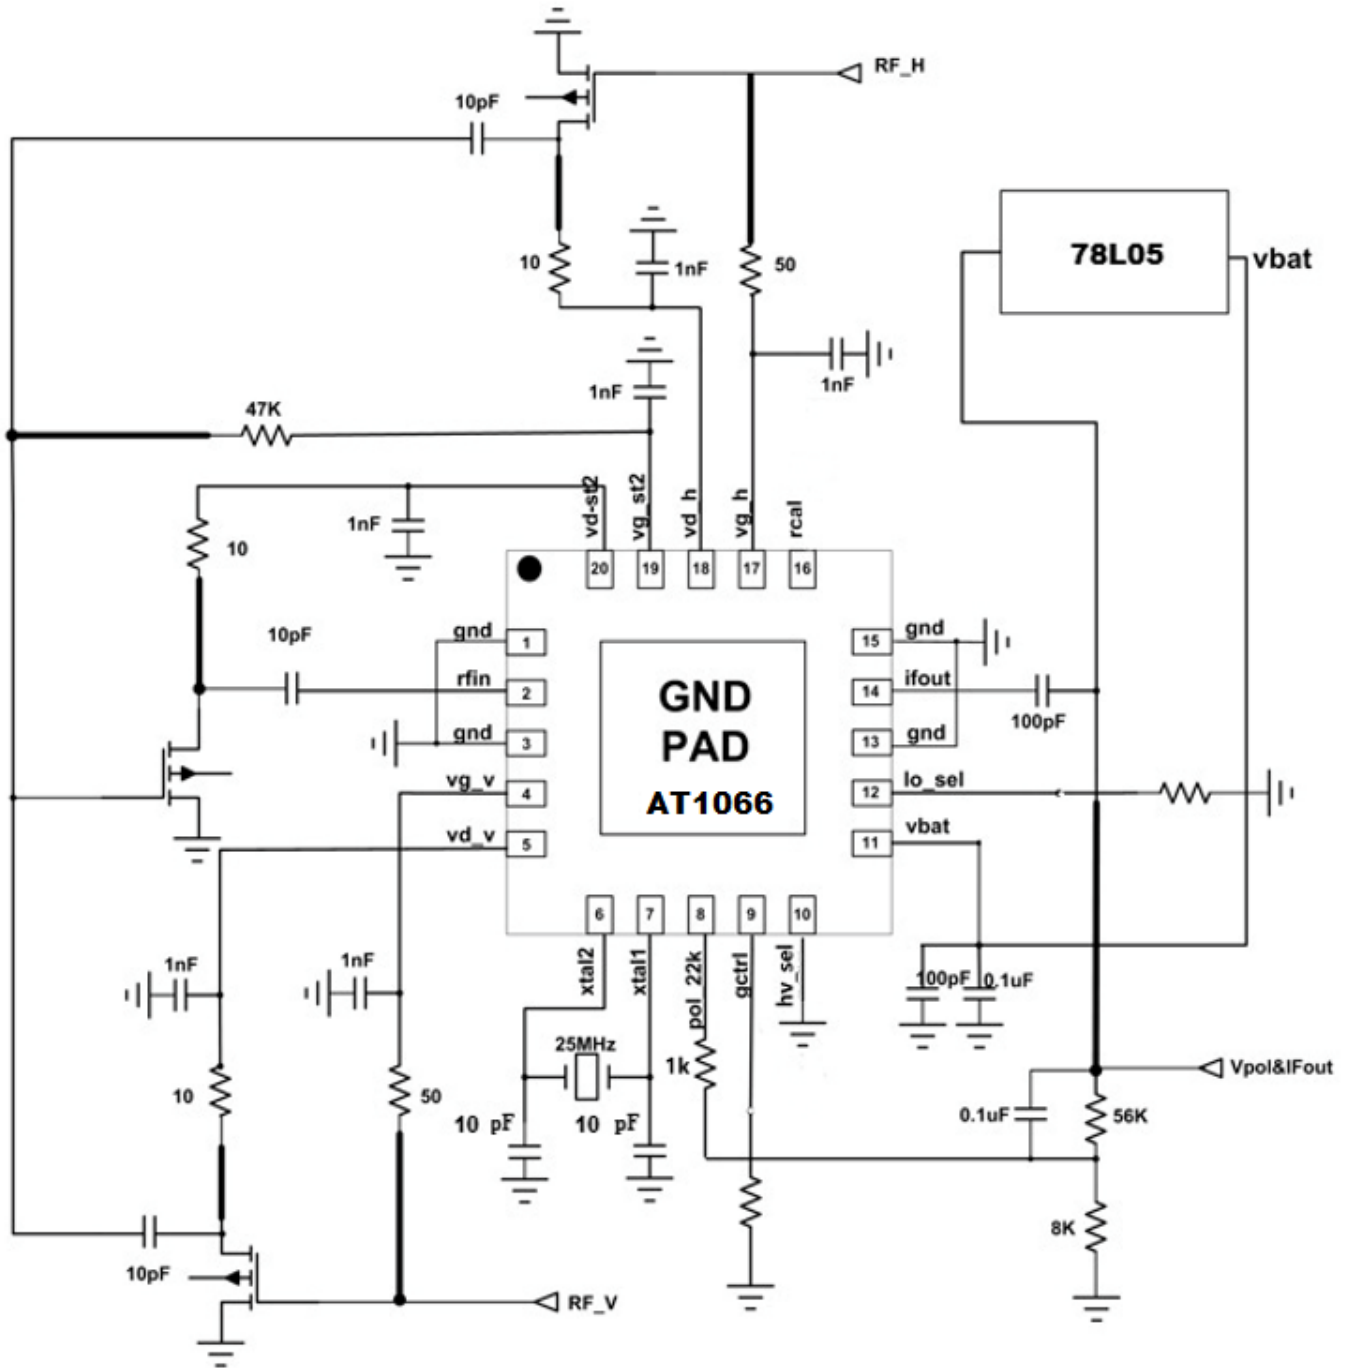 RF_H
10pF
10
1nF
50
78L05
vbat
1nF
1nF
47K
vd-st2
vg_st2
vd_h
vg_h
rcal
1nF
10
20
19
18
17
16
10pF
gnd
1
15
gnd
rfin
2
GND
14
ifout
100pF
gnd
3
PAD
13
gnd
vg_v
4
AT1066
12
lo_sel
vd_v
5
11
vbat
6
7
8
9
10
xtal2
xtal1
pol_22k
gctrl
hv_sel
1nF
1nF
100pF
0.1uF
25MHz
1k
Vpol&IFout
10
50
10 pF
10 pF
0.1uF
56K
8K
10pF
RF_V